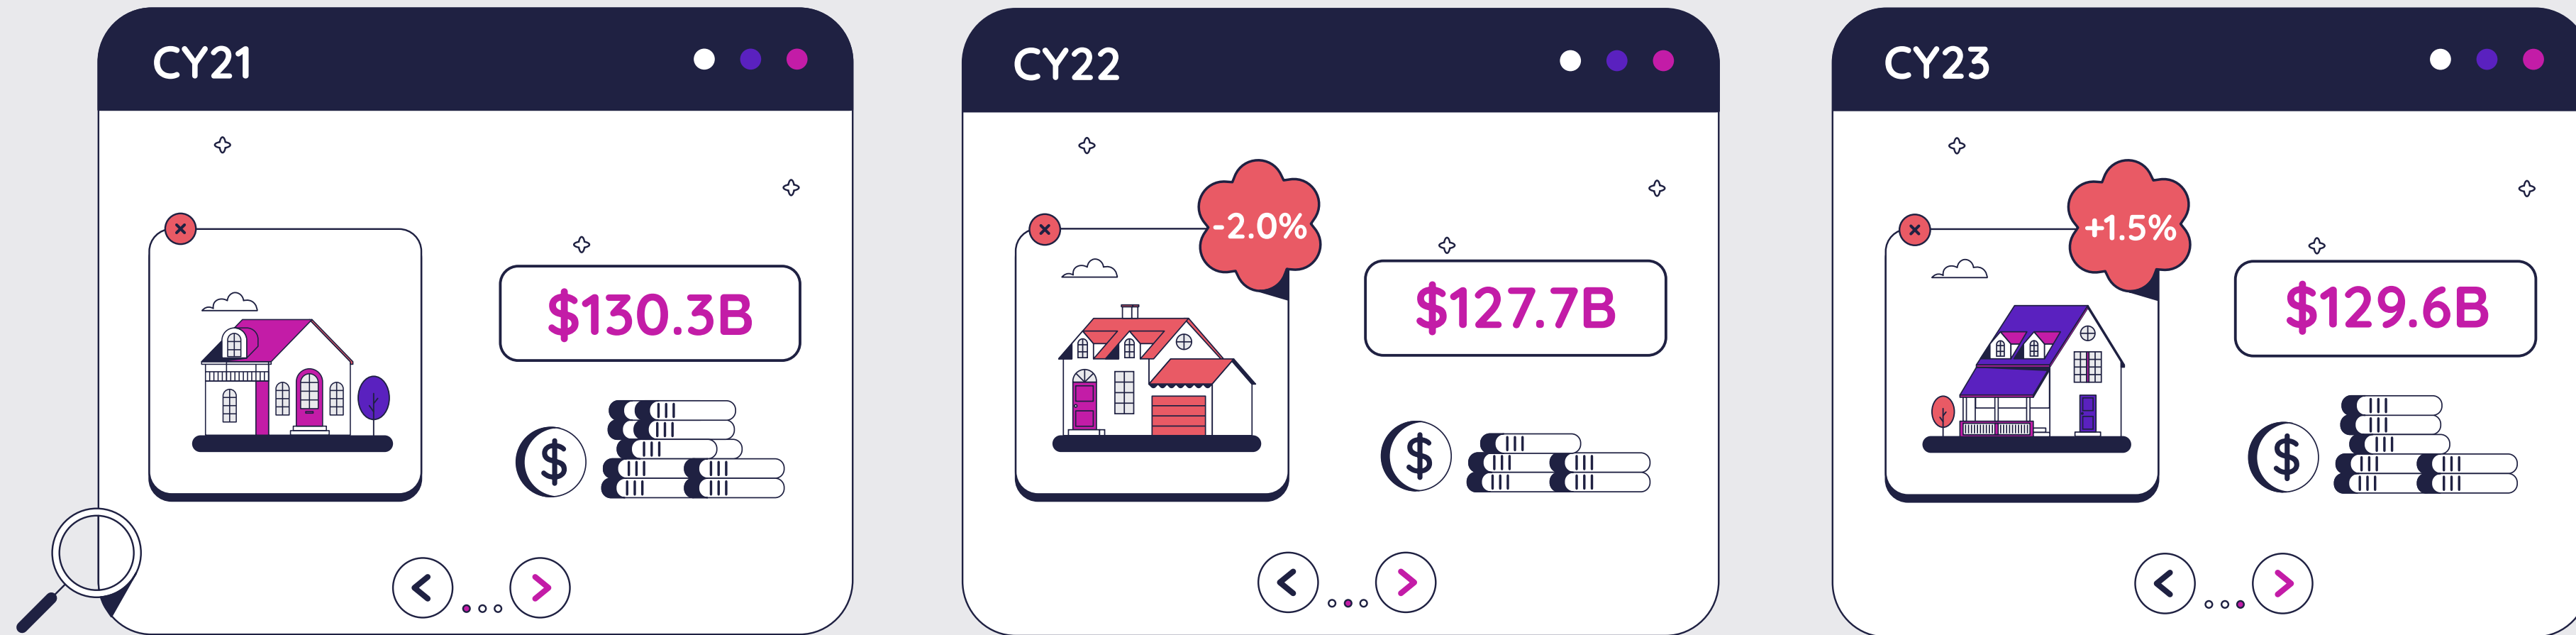 CY21
$130.3B
$
CY22
-2.0%
$127.7B
$
CY23
+1.5%
$129.6B
$